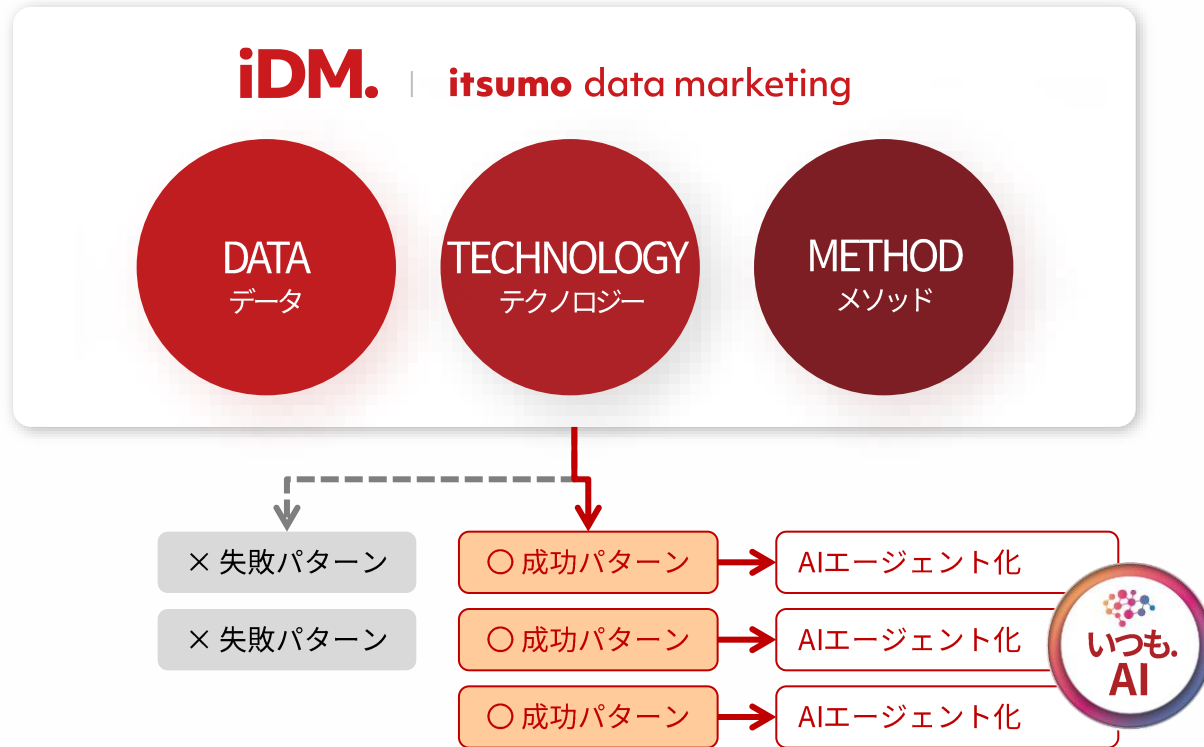 iDM. | itsumo data marketing
DATA
データ
TECHNOLOGY
テクノロジー
METHOD
メソッド
× 失敗パターン
〇 成功パターン
AIエージェント化
× 失敗パターン
〇 成功パターン
AIエージェント化
〇 成功パターン
AIエージェント化
いつも.
AI